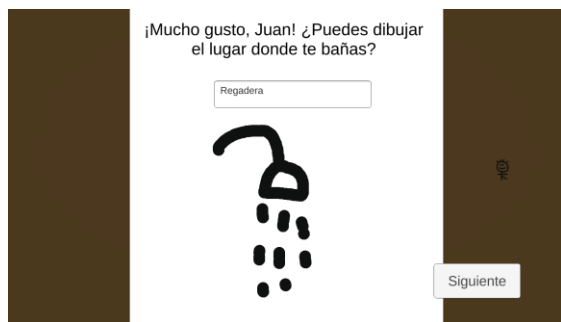 ¡Mucho gusto, Juan! ¿Puedes dibujar
el lugar donde te bañas?
Regadera
Siguiente